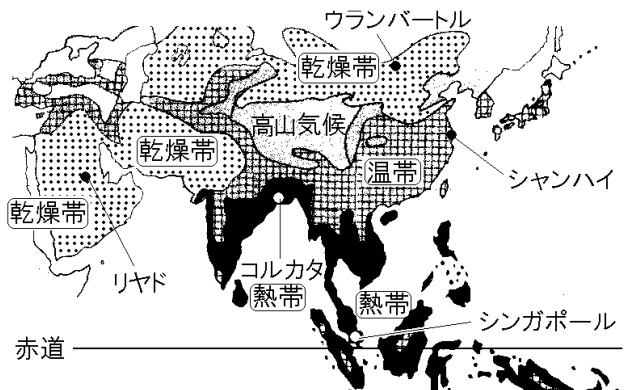 ウランバートル
乾燥帯
高山気候
乾燥帯
温帯
シャンハイ
乾燥帯
リヤド
コルカタ
熱帯
熱帯
シンガポール
赤道